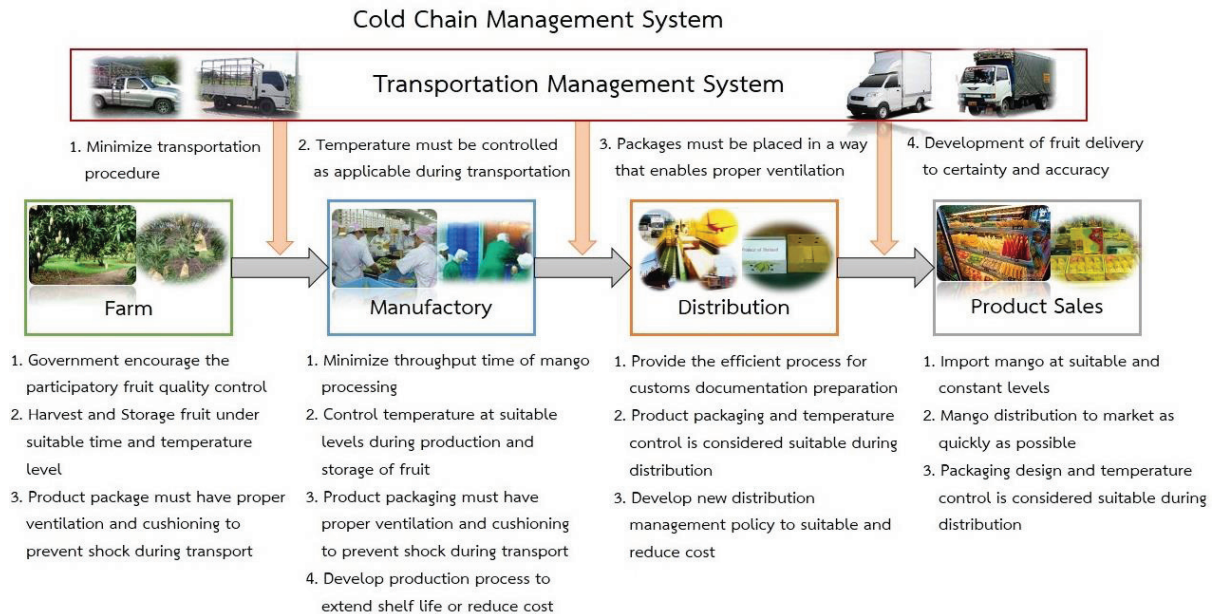 Cold Chain Management System
Transportation Management System
1. Minimize transportation
procedure
2. Temperature must be controlled
as applicable during transportation
3. Packages must be placed in a way
that enables proper ventilation
4. Development of fruit delivery
to certainty and accuracy
Farm
Manufactory
Distribution
Product Sales
1. Government encourage the
participatory fruit quality control
2. Harvest and Storage fruit under
suitable time and temperature
level
3. Product package must have proper
ventilation and cushioning to
prevent shock during transport
1. Minimize throughput time of mango
processing
2. Control temperature at suitable
levels during production and
storage of fruit
3. Product packaging must have
proper ventilation and cushioning
to prevent shock during transport
4. Develop production process to
extend shelf life or reduce cost
1. Provide the efficient process for
customs documentation preparation
2. Product packaging and temperature
control is considered suitable during
distribution
3. Develop new distribution
management policy to suitable and
reduce cost
1. Import mango at suitable and
constant levels
2. Mango distribution to market as
quickly as possible
3. Packaging design and temperature
control is considered suitable during
distribution